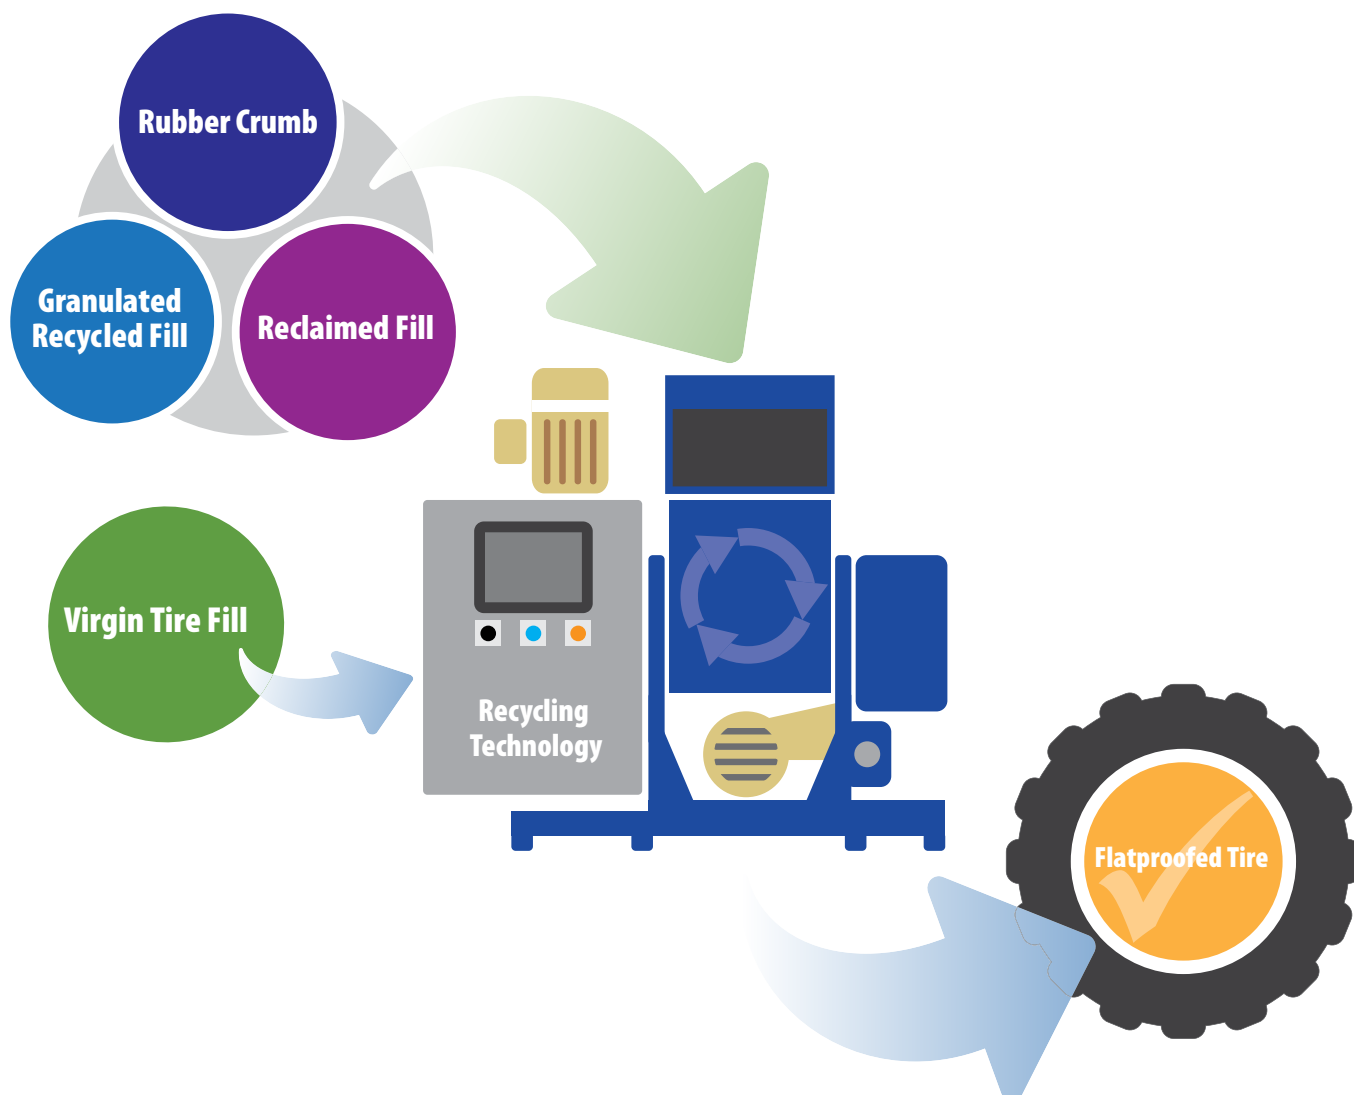 Rubber Crumb
Granulated
Recycled Fill
Reclaimed Fill
Virgin Tire Fill
Recycling
Technology
Flatproofed Tire